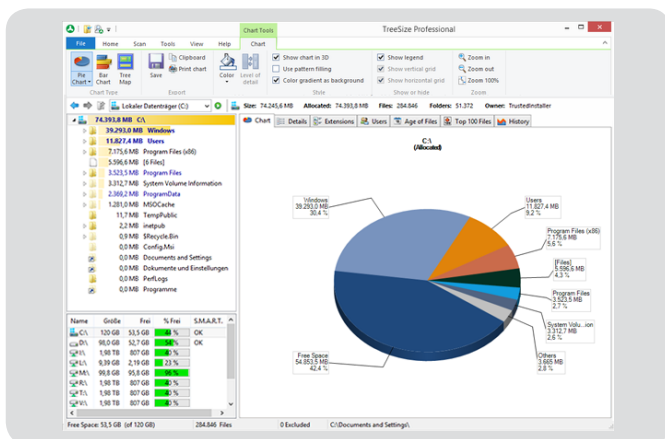 Chart Tools
TreeSize Professional
File Home Scan Tools View Help Chart
Pie Chart
Bar Chart
Tree Map
Chart Type
Save
Clipboard
Print chart
Export
Color
Level of detail
Show chart in 3D
Use pattern filling
Color gradient as background
Style
Show legend
Show vertical grid
Show horizontal grid
Show or hide
Zoom in
Zoom out
Zoom 100%
Zoom
Lokaler Datenträger (C:)
Size: 74.245,6 MB Allocated: 74.393,8 MB Files: 284.846 Folders: 51.372 Owner: TrustedInstaller
Chart Details Extensions Users Age of Files Top 100 Files History
74.393,8 MB C:\
39.293,0 MB Windows
11.827,4 MB Users
7.175,6 MB Program Files (x86)
5.596,6 MB [6 Files]
3.523,5 MB Program Files
3.312,7 MB System Volume Information
2.369,2 MB ProgramData
1.281,0 MB MSOCache
11,7 MB TempPublic
2,2 MB inetpub
0,9 MB $Recycle.Bin
0,0 MB Config.Msi
0,0 MB Documents and Settings
0,0 MB Dokumente und Einstellungen
0,0 MB PerfLogs
0,0 MB Programme
C:\
(Allocated)
Windows
39.293,0 MB
30,4 %
Users
11.827,4 MB
9,2 %
Program Files (x86)
7.175,6 MB
5,6 %
[Files]
5.596,6 MB
4,3 %
Program Files
3.523,5 MB
2,7 %
System Volu...ion
3.312,7 MB
2,6 %
Others
3.665 MB
2,8 %
Free Space
54.853,5 MB
42,4 %
Name Größe Frei % Frei S.M.A.R.T.
C:\ 120 GB 53,5 GB 44 % OK
D:\ 98,0 GB 52,7 GB 54 % OK
I:\ 1,98 TB 807 GB 40 %
L:\ 9,39 GB 2,19 GB 23 %
M:\ 99,8 GB 95,8 GB 96 %
R:\ 1,98 TB 807 GB 40 %
T:\ 1,98 TB 807 GB 40 %
V:\ 1,98 TB 807 GB 40 %
Free Space: 53,5 GB (of 120 GB) 284.846 Files 0 Excluded C:\Documents and Settings\